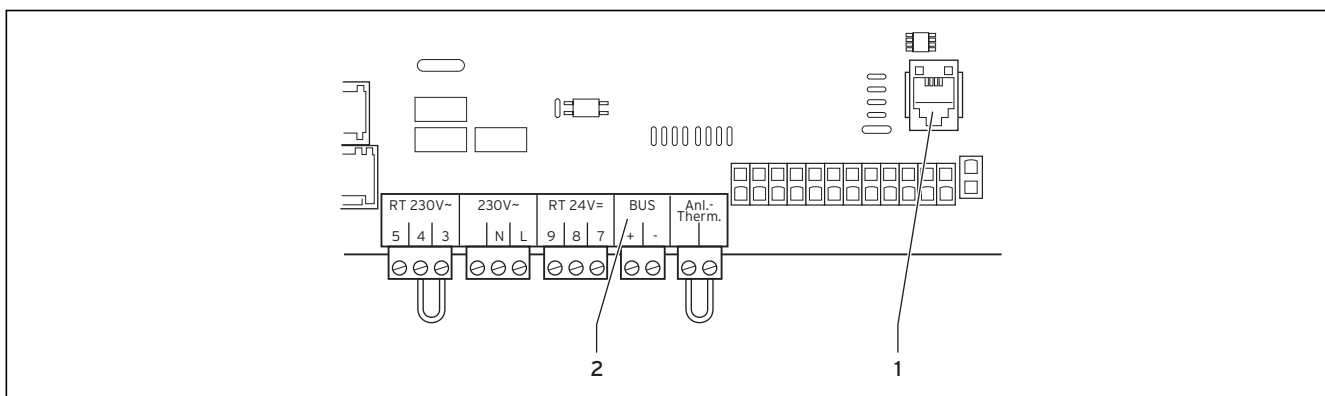 RT 230V~ 230V~ RT 24V= BUS Anl.-
Therm.
5 4 3 N L 9 8 7 + -
2 1